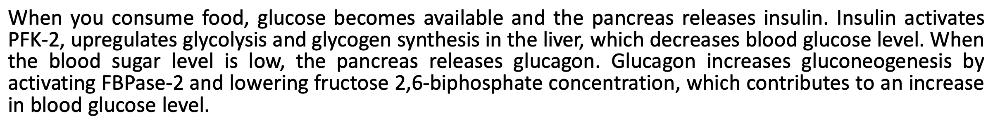 When you consume food, glucose becomes available and the pancreas releases insulin. Insulin activates
PFK-2, upregulates glycolysis and glycogen synthesis in the liver, which decreases blood glucose level. When
the blood sugar level is low, the pancreas releases glucagon. Glucagon increases gluconeogenesis by
activating FBPase-2 and lowering fructose 2,6-biphosphate concentration, which contributes to an increase
in blood glucose level.